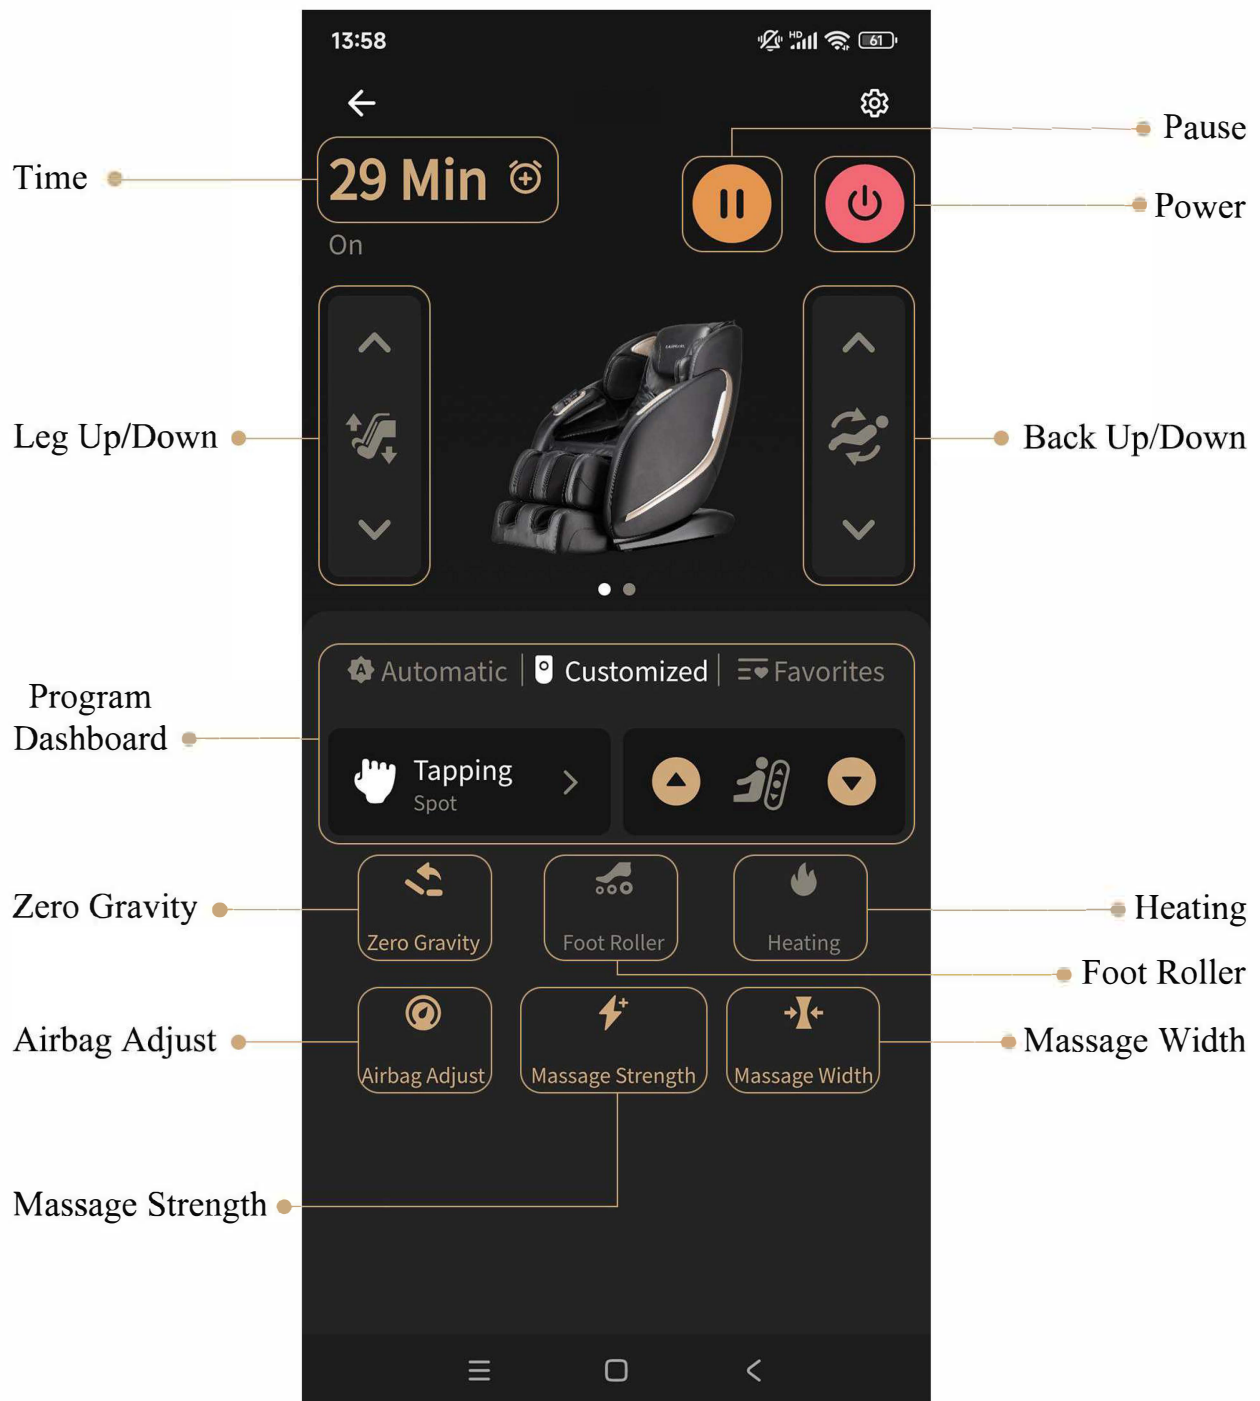 13:58
HD
61
Pause
Time
29 Min
Power
On
Leg Up/Down
Back Up/Down
Program
Dashboard
Automatic
Customized
Favorites
Tapping
Spot
Zero Gravity
Zero Gravity
Foot Roller
Heating
Heating
Foot Roller
Airbag Adjust
Airbag Adjust
Massage Strength
Massage Width
Massage Width
Massage Strength